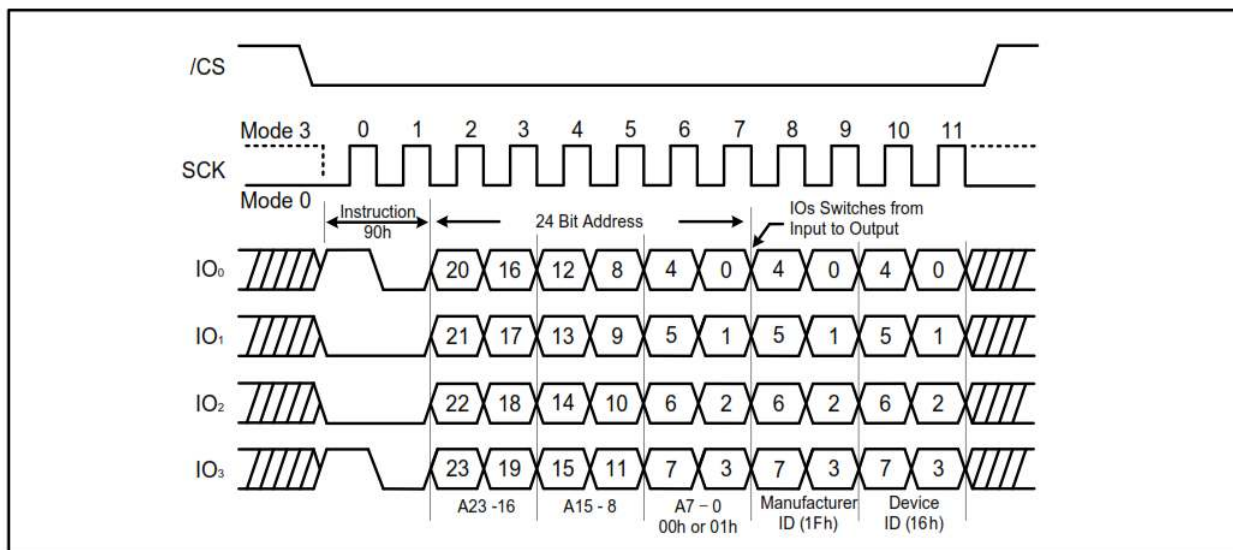 /CS
Mode 3 0 1 2 3 4 5 6 7 8 9 10 11
SCK
Mode 0
Instruction
90h
24 Bit Address
IOs Switches from
Input to Output
IO₀ 20 16 12 8 4 0 4 0 4 0
IO₁ 21 17 13 9 5 1 5 1 5 1
IO₂ 22 18 14 10 6 2 6 2 6 2
IO₃ 23 19 15 11 7 3 7 3 7 3
A23 -16
A15 - 8
A7 – 0
00h or 01h
Manufacturer
ID (1Fh)
Device
ID (16h)